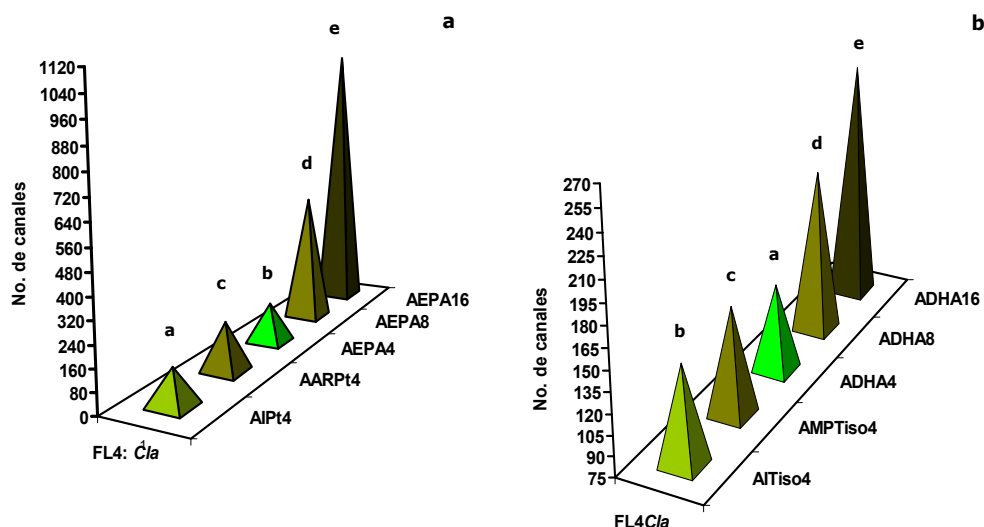 a
e
1120
1040
960
880
800
720
640
560
480
400
320
240
160
80
0
No. de canales
d
c
b
a
AEPA16
AEPA8
AEPA4
AARPt4
AIPt4
1
FL4: Cla
b
e
270
255
240
225
210
195
180
165
150
135
120
105
90
75
No. de canales
d
a
c
b
ADHA16
ADHA8
ADHA4
AMPTiso4
AITiso4
FL4Cla